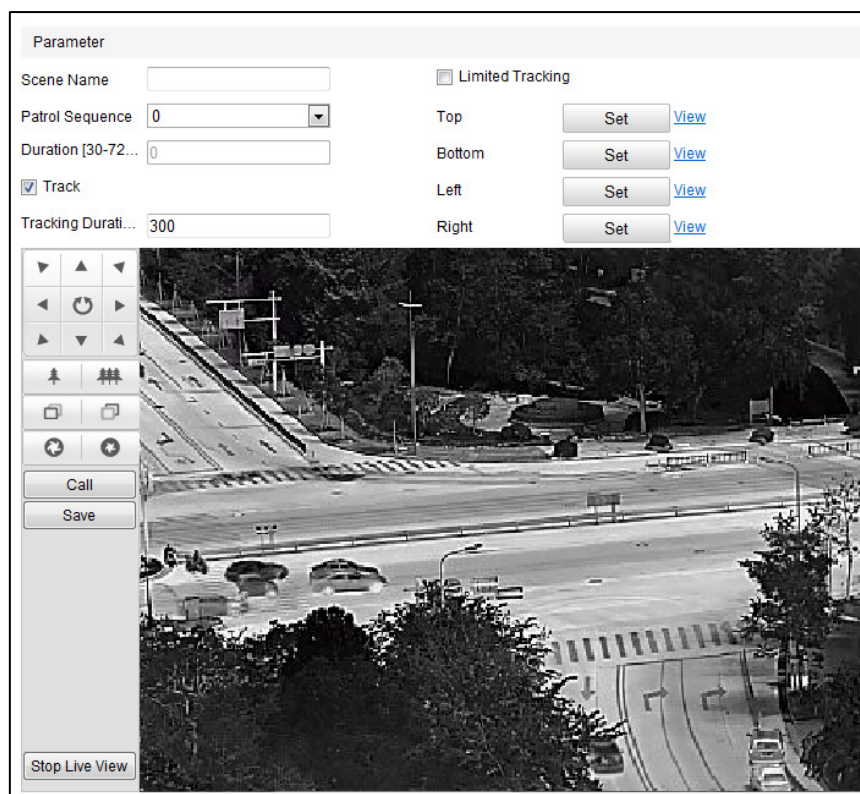 Parameter
Scene Name
Limited Tracking
Patrol Sequence 0
Top Set View
Duration [30-72... 0
Bottom Set View
Track
Left Set View
Tracking Durati... 300
Right Set View
Call
Save
Stop Live View